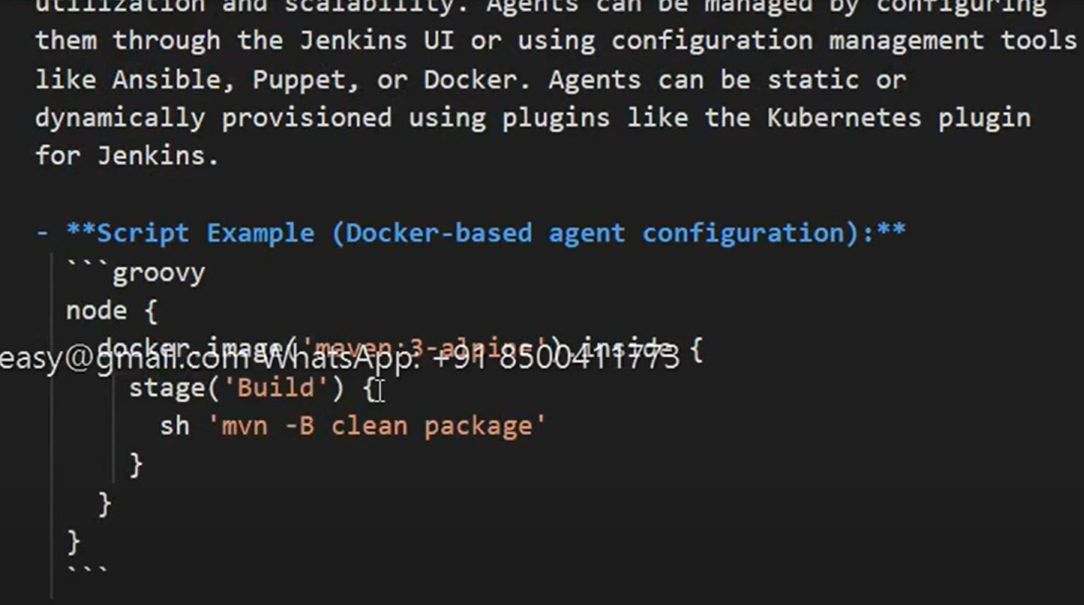 utilization and scalability. Agents can be managed by configuring
them through the Jenkins UI or using configuration management tools
like Ansible, Puppet, or Docker. Agents can be static or
dynamically provisioned using plugins like the Kubernetes plugin
for Jenkins.
- **Script Example (Docker-based agent configuration):**
```groovy
node {
docker.image('maven:3-alpine').inside {
easy@gmail.com WhatsApp: +91 8500411773
stage('Build') {
sh 'mvn -B clean package'
}
}
}
```